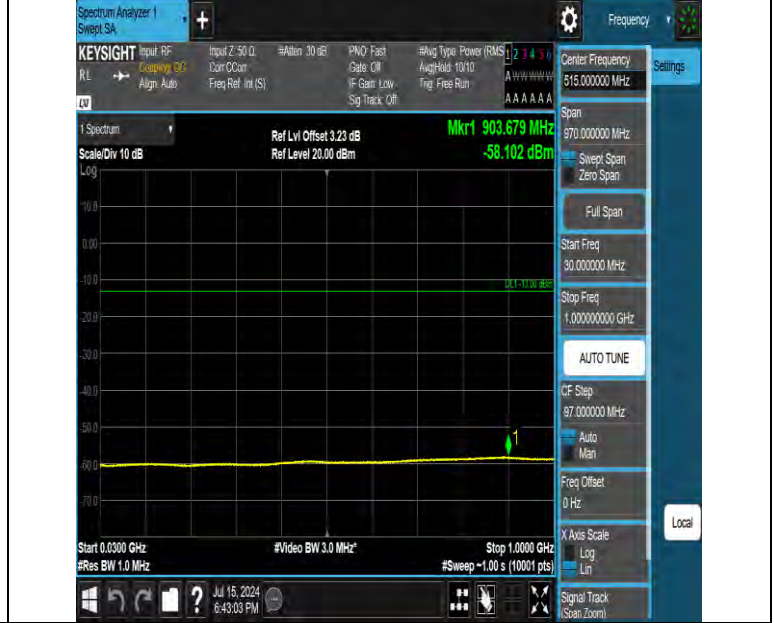 Spectrum Analyzer 1
Swept SA
+
Frequency
KEYSIGHT
RL
LXI
Input: RF
Coupling: DC
Align: Auto
Input Z: 50 Ω
Corr CCorr
Freq Ref: Int (S)
#Atten: 30 dB
PNO: Fast
Gate: Off
IF Gain: Low
Sig Track: Off
#Avg Type: Power (RMS
Avg|Hold: 10/10
Trig: Free Run
1 2 3 4 5 6
A W W W W W
A A A A A A
Center Frequency
515.000000 MHz
Settings
Span
970.000000 MHz
Swept Span
Zero Span
Full Span
Start Freq
30.000000 MHz
Stop Freq
1.000000000 GHz
AUTO TUNE
CF Step
97.000000 MHz
Auto
Man
Freq Offset
0 Hz
X Axis Scale
Log
Lin
Local
Signal Track
(Span Zoom)
1 Spectrum
Scale/Div 10 dB
Log
Ref Lvl Offset 3.23 dB
Ref Level 20.00 dBm
Mkr1 903.679 MHz
-58.102 dBm
10.0
0.00
-10.0
DL1 -13.00 dBm
-20.0
-30.0
-40.0
-50.0
1
-60.0
-70.0
Start 0.0300 GHz
#Res BW 1.0 MHz
#Video BW 3.0 MHz*
Stop 1.0000 GHz
#Sweep ~1.00 s (10001 pts)
?
Jul 15, 2024
6:43:03 PM